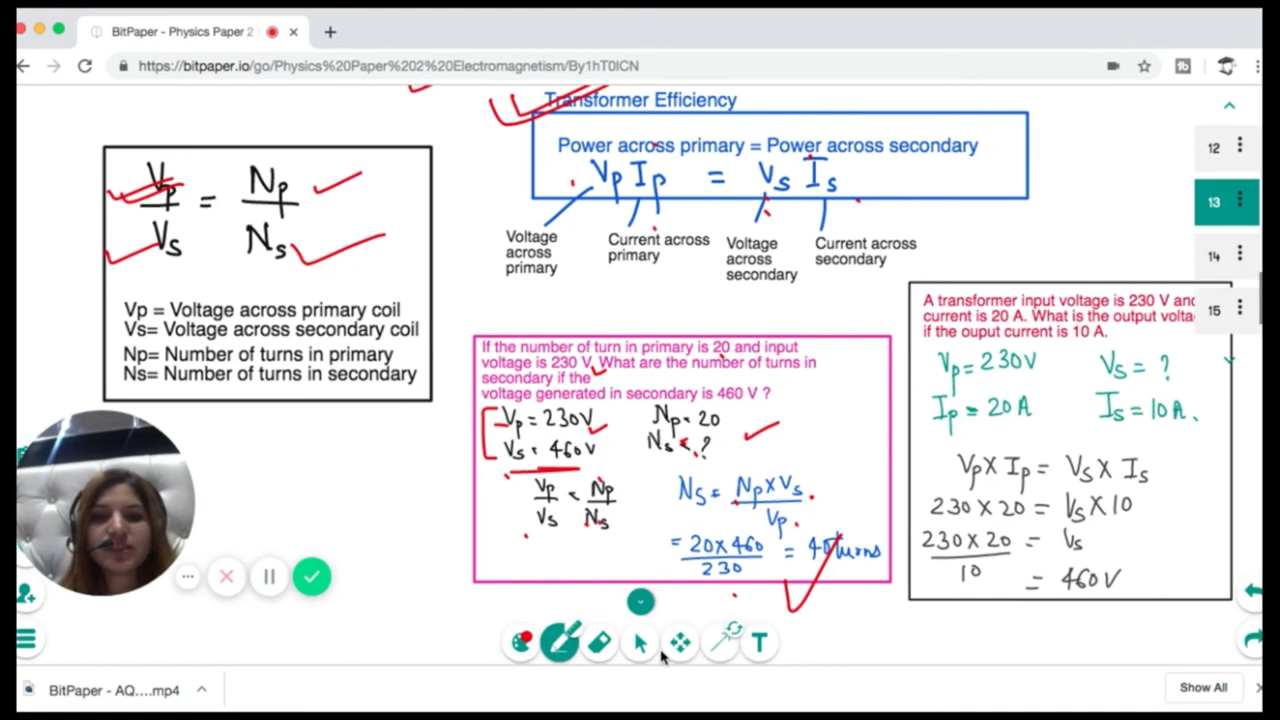 BitPaper - Physics Paper 2
https://bitpaper.io/go/Physics%20Paper%202%20Electromagnetism/By1hT0ICN
Transformer Efficiency
Power across primary = Power across secondary
Vp Ip = Vs Is
Voltage across primary
Current across primary
Voltage across secondary
Current across secondary
Vp / Vs = Np / Ns
Vp = Voltage across primary coil
Vs= Voltage across secondary coil
Np= Number of turns in primary
Ns= Number of turns in secondary
If the number of turn in primary is 20 and input
voltage is 230 V. What are the number of turns in
secondary if the
voltage generated in secondary is 460 V ?
Vp = 230V Np = 20
Vs = 460V Ns = ?
Vp / Vs = Np / Ns
Ns = Np x Vs / Vp
= 20 x 460 / 230 = 40 turns
A transformer input voltage is 230 V and
current is 20 A. What is the output volta
if the ouput current is 10 A.
Vp = 230V Vs = ?
Ip = 20 A Is = 10 A.
Vp x Ip = Vs x Is
230 x 20 = Vs x 10
230 x 20 / 10 = Vs
= 460 V
12
13
14
15
T
BitPaper - AQ....mp4
Show All